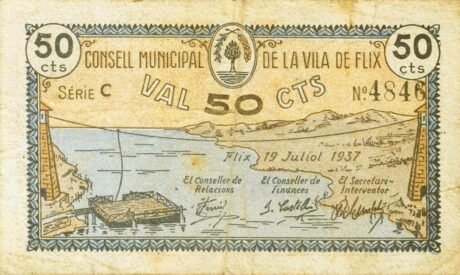 50 cts
50 cts
CONSELL MUNICIPAL DE LA VILA DE FLIX
VAL 50 CTS
SÈRIE C
Nº 4846
Flix 19 Juliol 1937
El Conseller de Relacions
El Conseller de Finances
El Secretari-Interventor